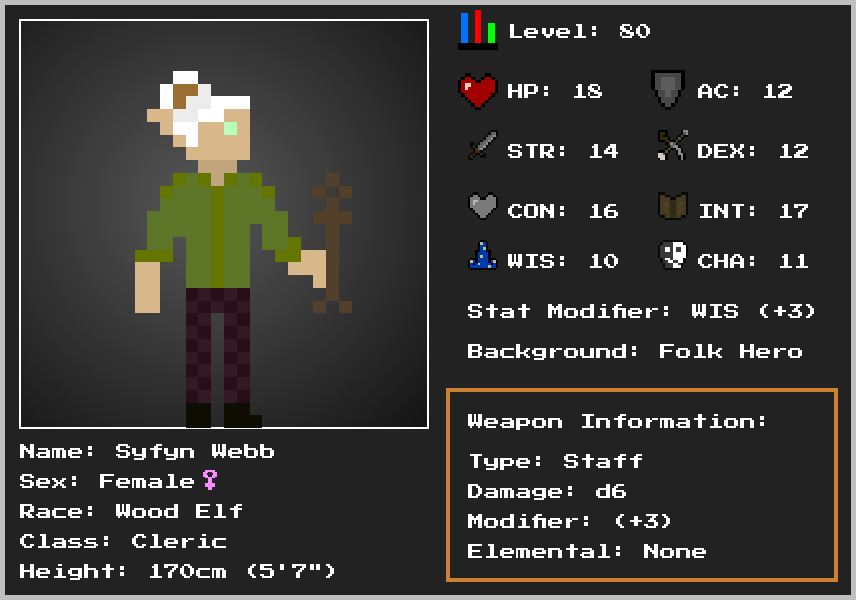 Level: 80
HP: 18
AC: 12
STR: 14
DEX: 12
CON: 16
INT: 17
WIS: 10
CHA: 11
Stat Modifier: WIS (+3)
Background: Folk Hero
Weapon Information:
Type: Staff
Damage: d6
Modifier: (+3)
Elemental: None
Name: Syfyn Webb
Sex: Female♀
Race: Wood Elf
Class: Cleric
Height: 170cm (5'7")